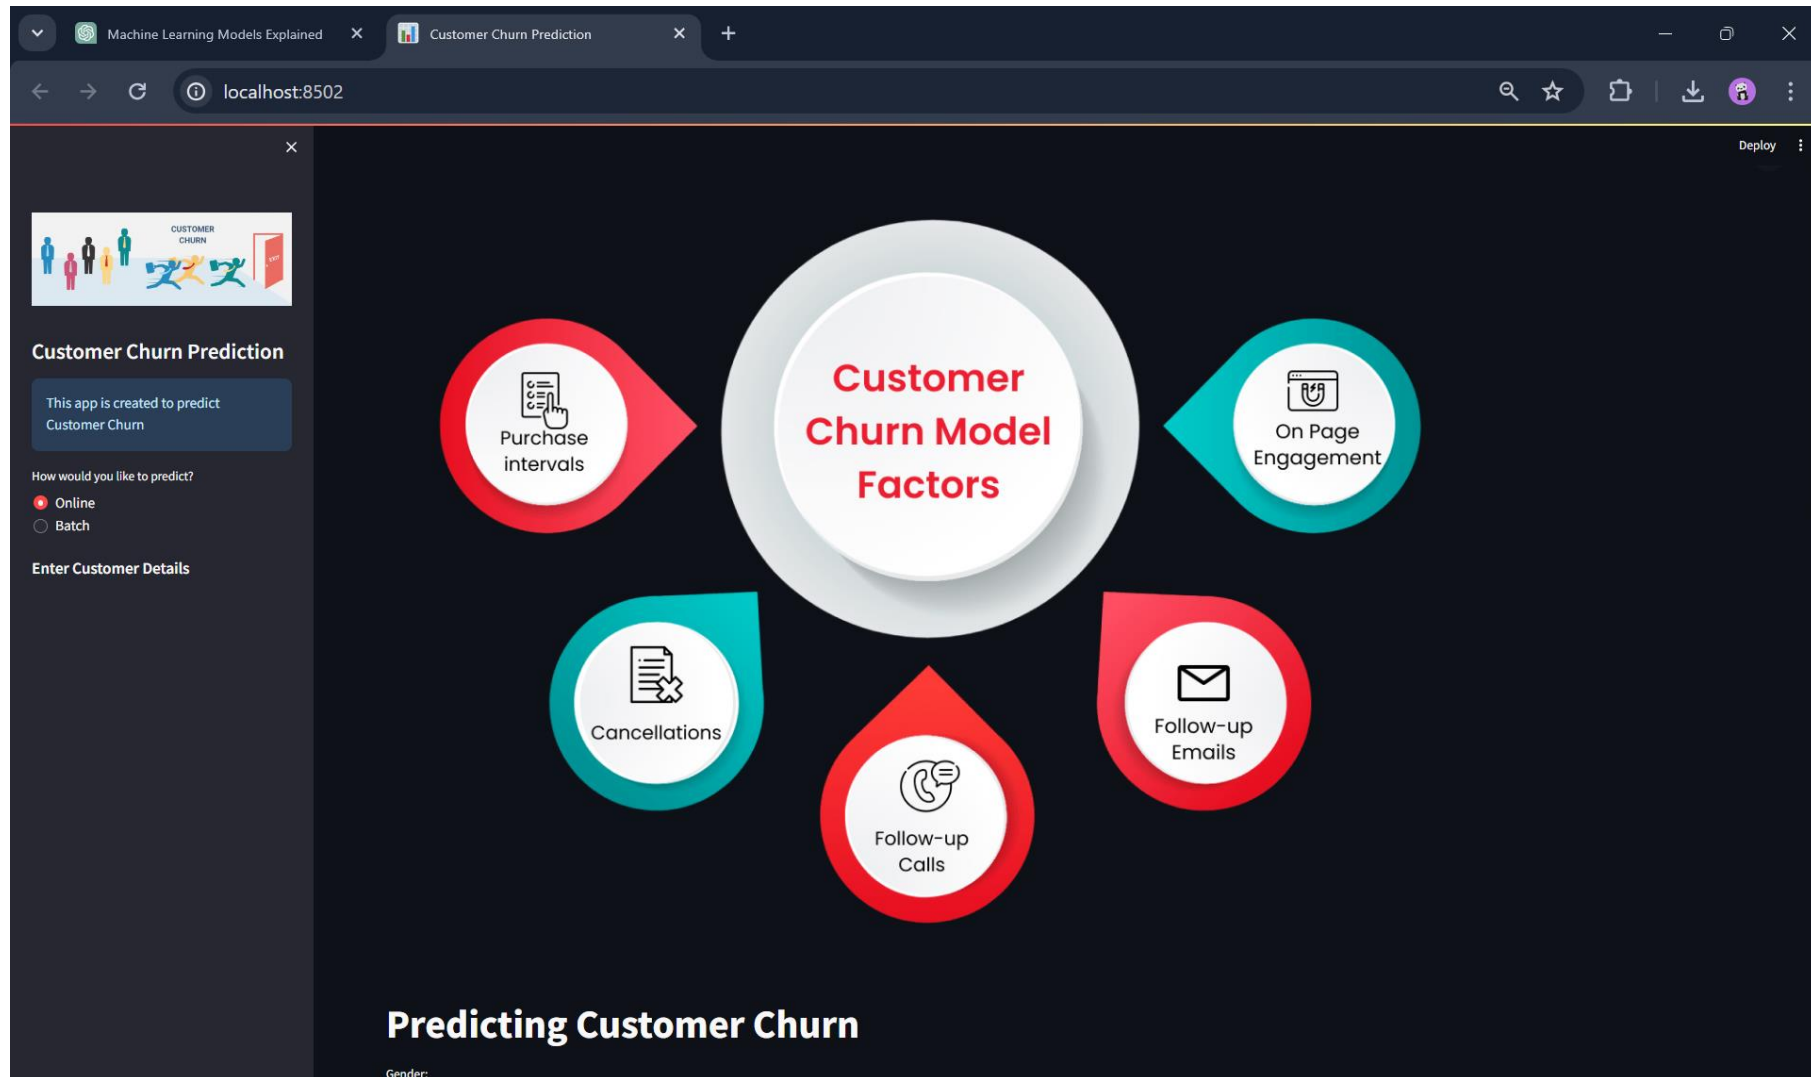 Machine Learning Models Explained
Customer Churn Prediction
localhost:8502
Deploy
CUSTOMER
CHURN
EXIT
Customer Churn Prediction
This app is created to predict
Customer Churn
How would you like to predict?
Online
Batch
Enter Customer Details
Customer
Churn Model
Factors
Purchase
intervals
On Page
Engagement
Cancellations
Follow-up
Emails
Follow-up
Calls
Predicting Customer Churn
Gender: